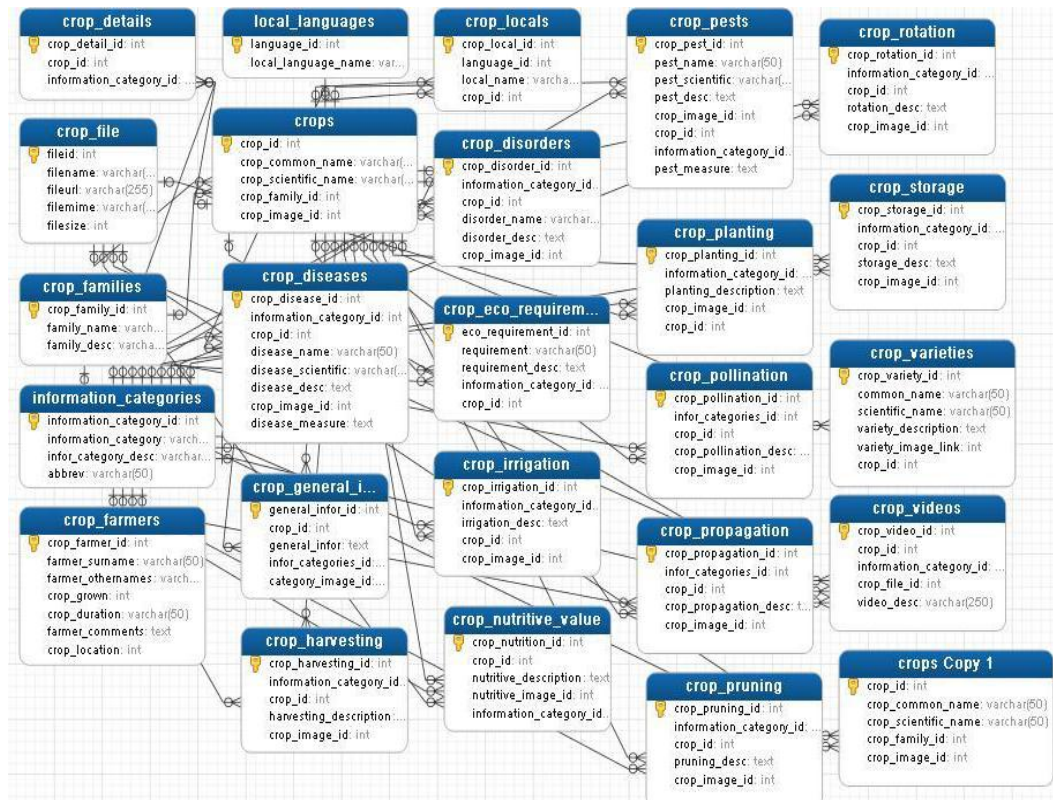 crop_details
crop_detail_id: int
crop_id: int
information_category_id: ...
local_languages
language_id: int
local_language_name: var...
crop_locals
crop_local_id: int
language_id: int
local_name: varchar(...
crop_id: int
crop_pests
crop_pest_id: int
pest_name: varchar(50)
pest_scientific: varchar(...
pest_desc: text
crop_image_id: int
crop_id: int
information_category_id...
pest_measure: text
crop_rotation
crop_rotation_id: int
information_category_id: ...
crop_id: int
rotation_desc: text
crop_image_id: int
crop_file
fileid: int
filename: varchar(...
fileurl: varchar(255)
filemime: varchar(...
filesize: int
crops
crop_id: int
crop_common_name: varchar(...
crop_scientific_name: varchar(...
crop_family_id: int
crop_image_id: int
crop_disorders
crop_disorder_id: int
information_category_id...
crop_id: int
disorder_name: varchar...
disorder_desc: text
crop_image_id: int
crop_storage
crop_storage_id: int
information_category_id: ...
crop_id: int
storage_desc: text
crop_image_id: int
crop_planting
crop_planting_id: int
information_category_id: ...
planting_description: text
crop_image_id: int
crop_id: int
crop_families
crop_family_id: int
family_name: varch...
family_desc: varcha...
crop_diseases
crop_disease_id: int
information_category_id: int
crop_id: int
disease_name: varchar(50)
disease_scientific: varchar(...
disease_desc: text
crop_image_id: int
disease_measure: text
crop_eco_requirem...
eco_requirement_id: int
requirement: varchar(50)
requirement_desc: text
information_category_id: ...
crop_id: int
crop_varieties
crop_variety_id: int
common_name: varchar(50)
scientific_name: varchar(50)
variety_description: text
variety_image_link: int
crop_id: int
crop_pollination
crop_pollination_id: int
infor_categories_id: int
crop_id: int
crop_pollination_desc: ...
crop_image_id: int
information_categories
information_category_id: int
information_category: varch...
infor_category_desc: varchar(...
abbrev: varchar(50)
crop_irrigation
crop_irrigation_id: int
information_category_id: ...
irrigation_desc: text
crop_id: int
crop_image_id: int
crop_general_i...
general_infor_id: int
crop_id: int
general_infor: text
infor_categories_id: ...
category_image_id: ...
crop_videos
crop_video_id: int
crop_id: int
information_category_id: ...
crop_file_id: int
video_desc: varchar(250)
crop_farmers
crop_farmer_id: int
farmer_surname: varchar(50)
farmer_othernames: varch...
crop_grown: int
crop_duration: varchar(50)
farmer_comments: text
crop_location: int
crop_propagation
crop_propagation_id: int
infor_categories_id: int
crop_id: int
crop_propagation_desc: t...
crop_image_id: int
crop_harvesting
crop_harvesting_id: int
information_category_id...
crop_id: int
harvesting_description: ...
crop_image_id: int
crop_nutritive_value
crop_nutrition_id: int
crop_id: int
nutritive_description: text
nutritive_image_id: int
information_category_id...
crop_pruning
crop_pruning_id: int
information_category_id: ...
crop_id: int
pruning_desc: text
crop_image_id: int
crops Copy 1
crop_id: int
crop_common_name: varchar(50)
crop_scientific_name: varchar(50)
crop_family_id: int
crop_image_id: int